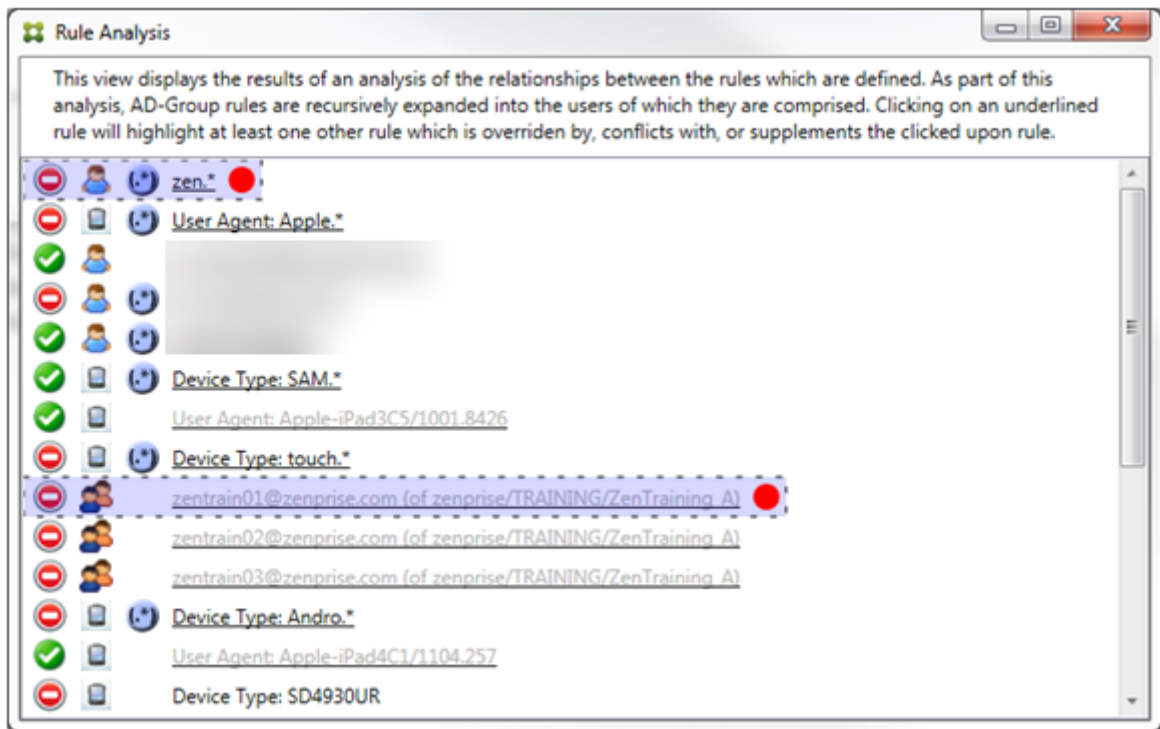 Rule Analysis
This view displays the results of an analysis of the relationships between the rules which are defined. As part of this
analysis, AD-Group rules are recursively expanded into the users of which they are comprised. Clicking on an underlined
rule will highlight at least one other rule which is overriden by, conflicts with, or supplements the clicked upon rule.
(.*) zen.*
(.*) User Agent: Apple.*
(.*)
(.*)
(.*) Device Type: SAM.*
User Agent: Apple-iPad3C5/1001.8426
(.*) Device Type: touch.*
zentrain01@zenprise.com (of zenprise/TRAINING/ZenTraining_A)
zentrain02@zenprise.com (of zenprise/TRAINING/ZenTraining_A)
zentrain03@zenprise.com (of zenprise/TRAINING/ZenTraining_A)
(.*) Device Type: Andro.*
User Agent: Apple-iPad4C1/1104.257
Device Type: SD4930UR